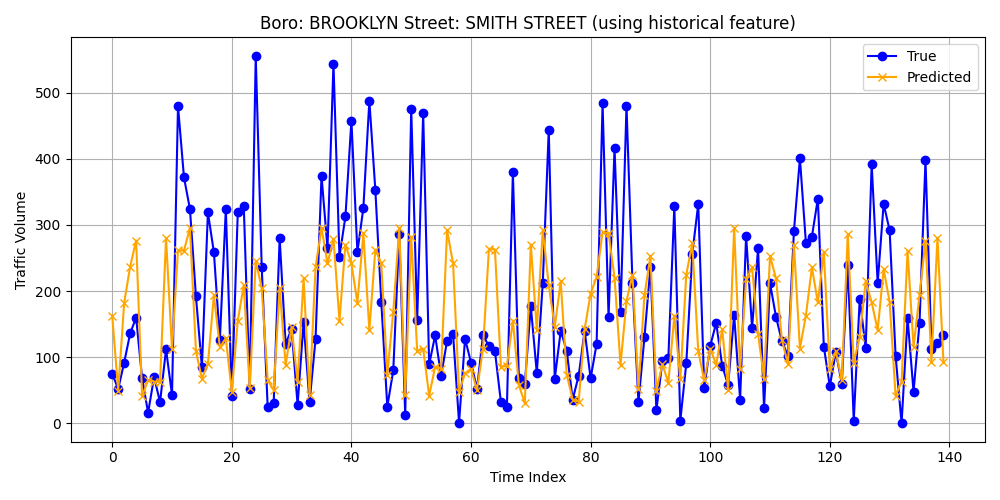 Boro: BROOKLYN Street: SMITH STREET (using historical feature)
True
Predicted
Traffic Volume
500
400
300
200
100
0
0 20 40 60 80 100 120 140
Time Index